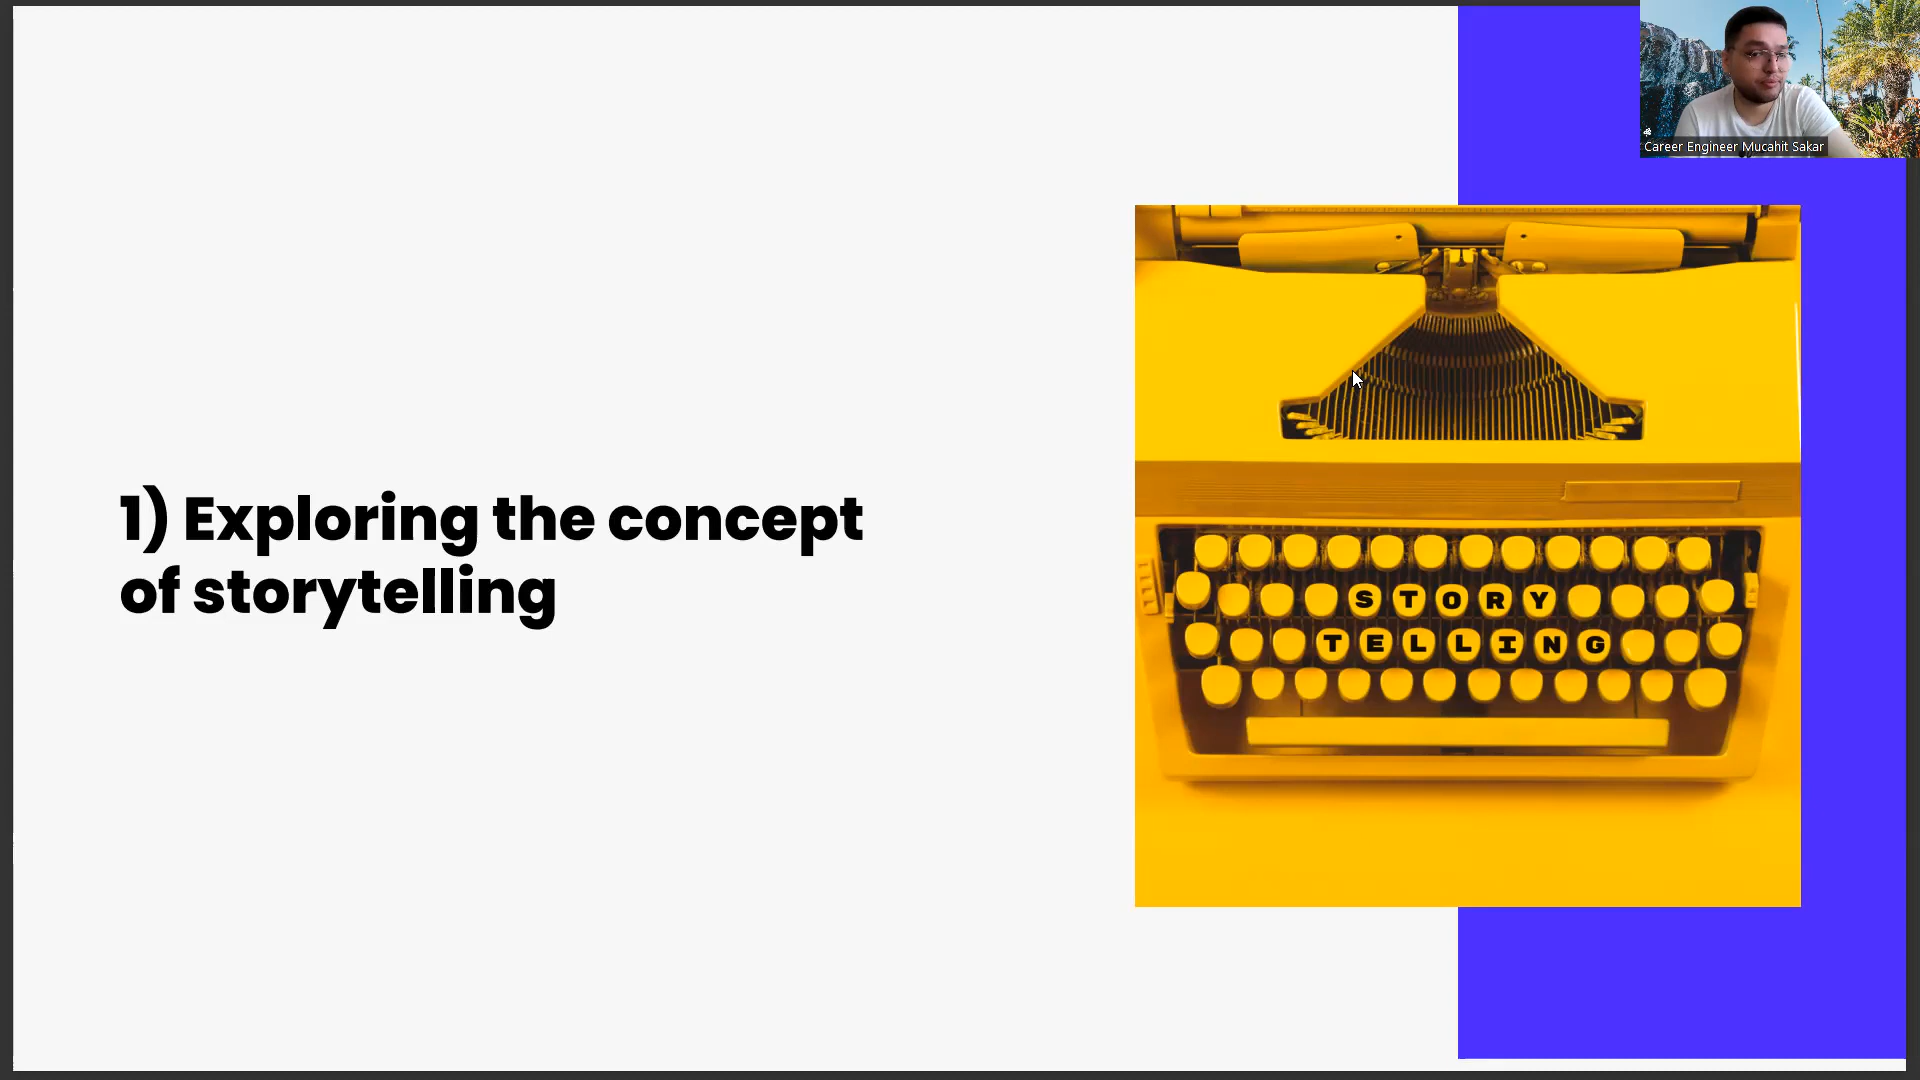 Career Engineer Mucahit Sakar
1) Exploring the concept
of storytelling
STORY
TELLING